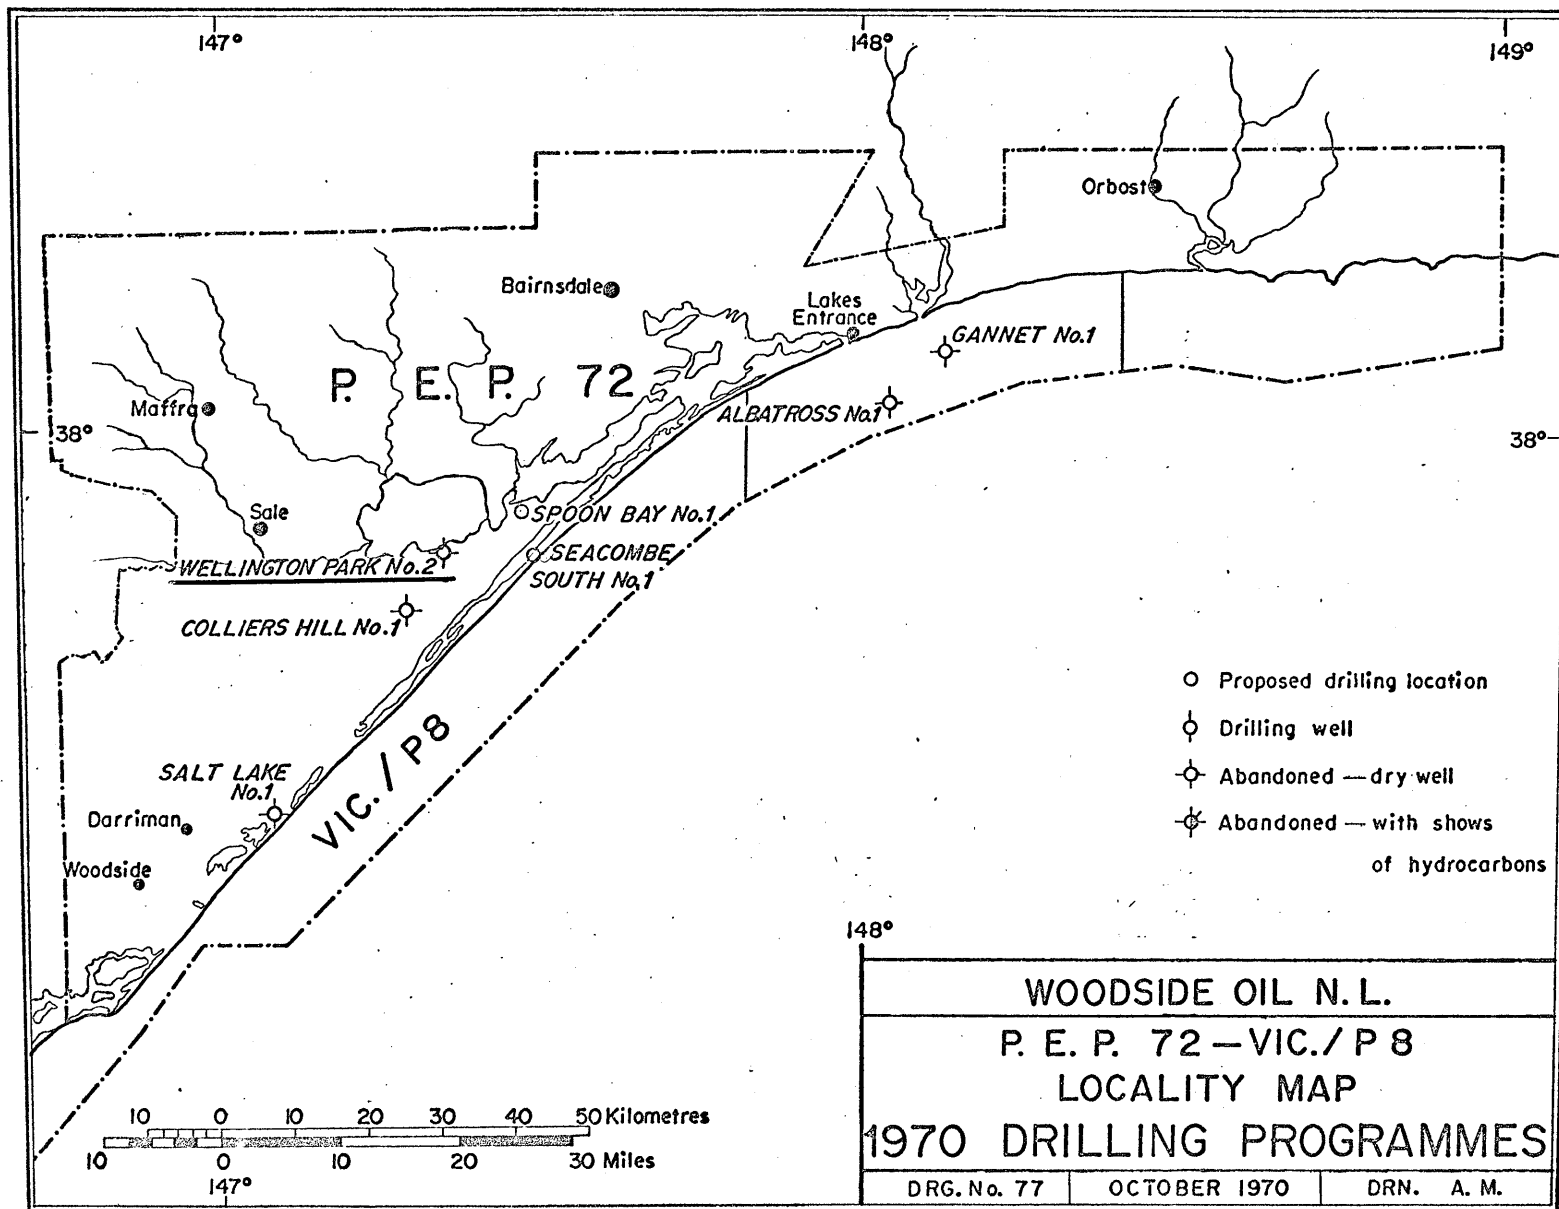 147°
148°
149°
Orbost
Bairnsdale
Lakes
Entrance
GANNET No.1
P. E. P. 72
Maffra
ALBATROSS No.1
38°
38°
Sale
SPOON BAY No.1
WELLINGTON PARK No.2
SEACOMBE
SOUTH No.1
COLLIERS HILL No.1
Proposed drilling location
Drilling well
Abandoned — dry well
Abandoned — with shows
of hydrocarbons
VIC./P8
SALT LAKE
No.1
Darriman
Woodside
148°
WOODSIDE OIL N.L.
P. E. P. 72 — VIC./P 8
LOCALITY MAP
1970 DRILLING PROGRAMMES
DRG. No. 77 OCTOBER 1970 DRN. A. M.
10 0 10 20 30 40 50 Kilometres
10 0 10 20 30 Miles
147°